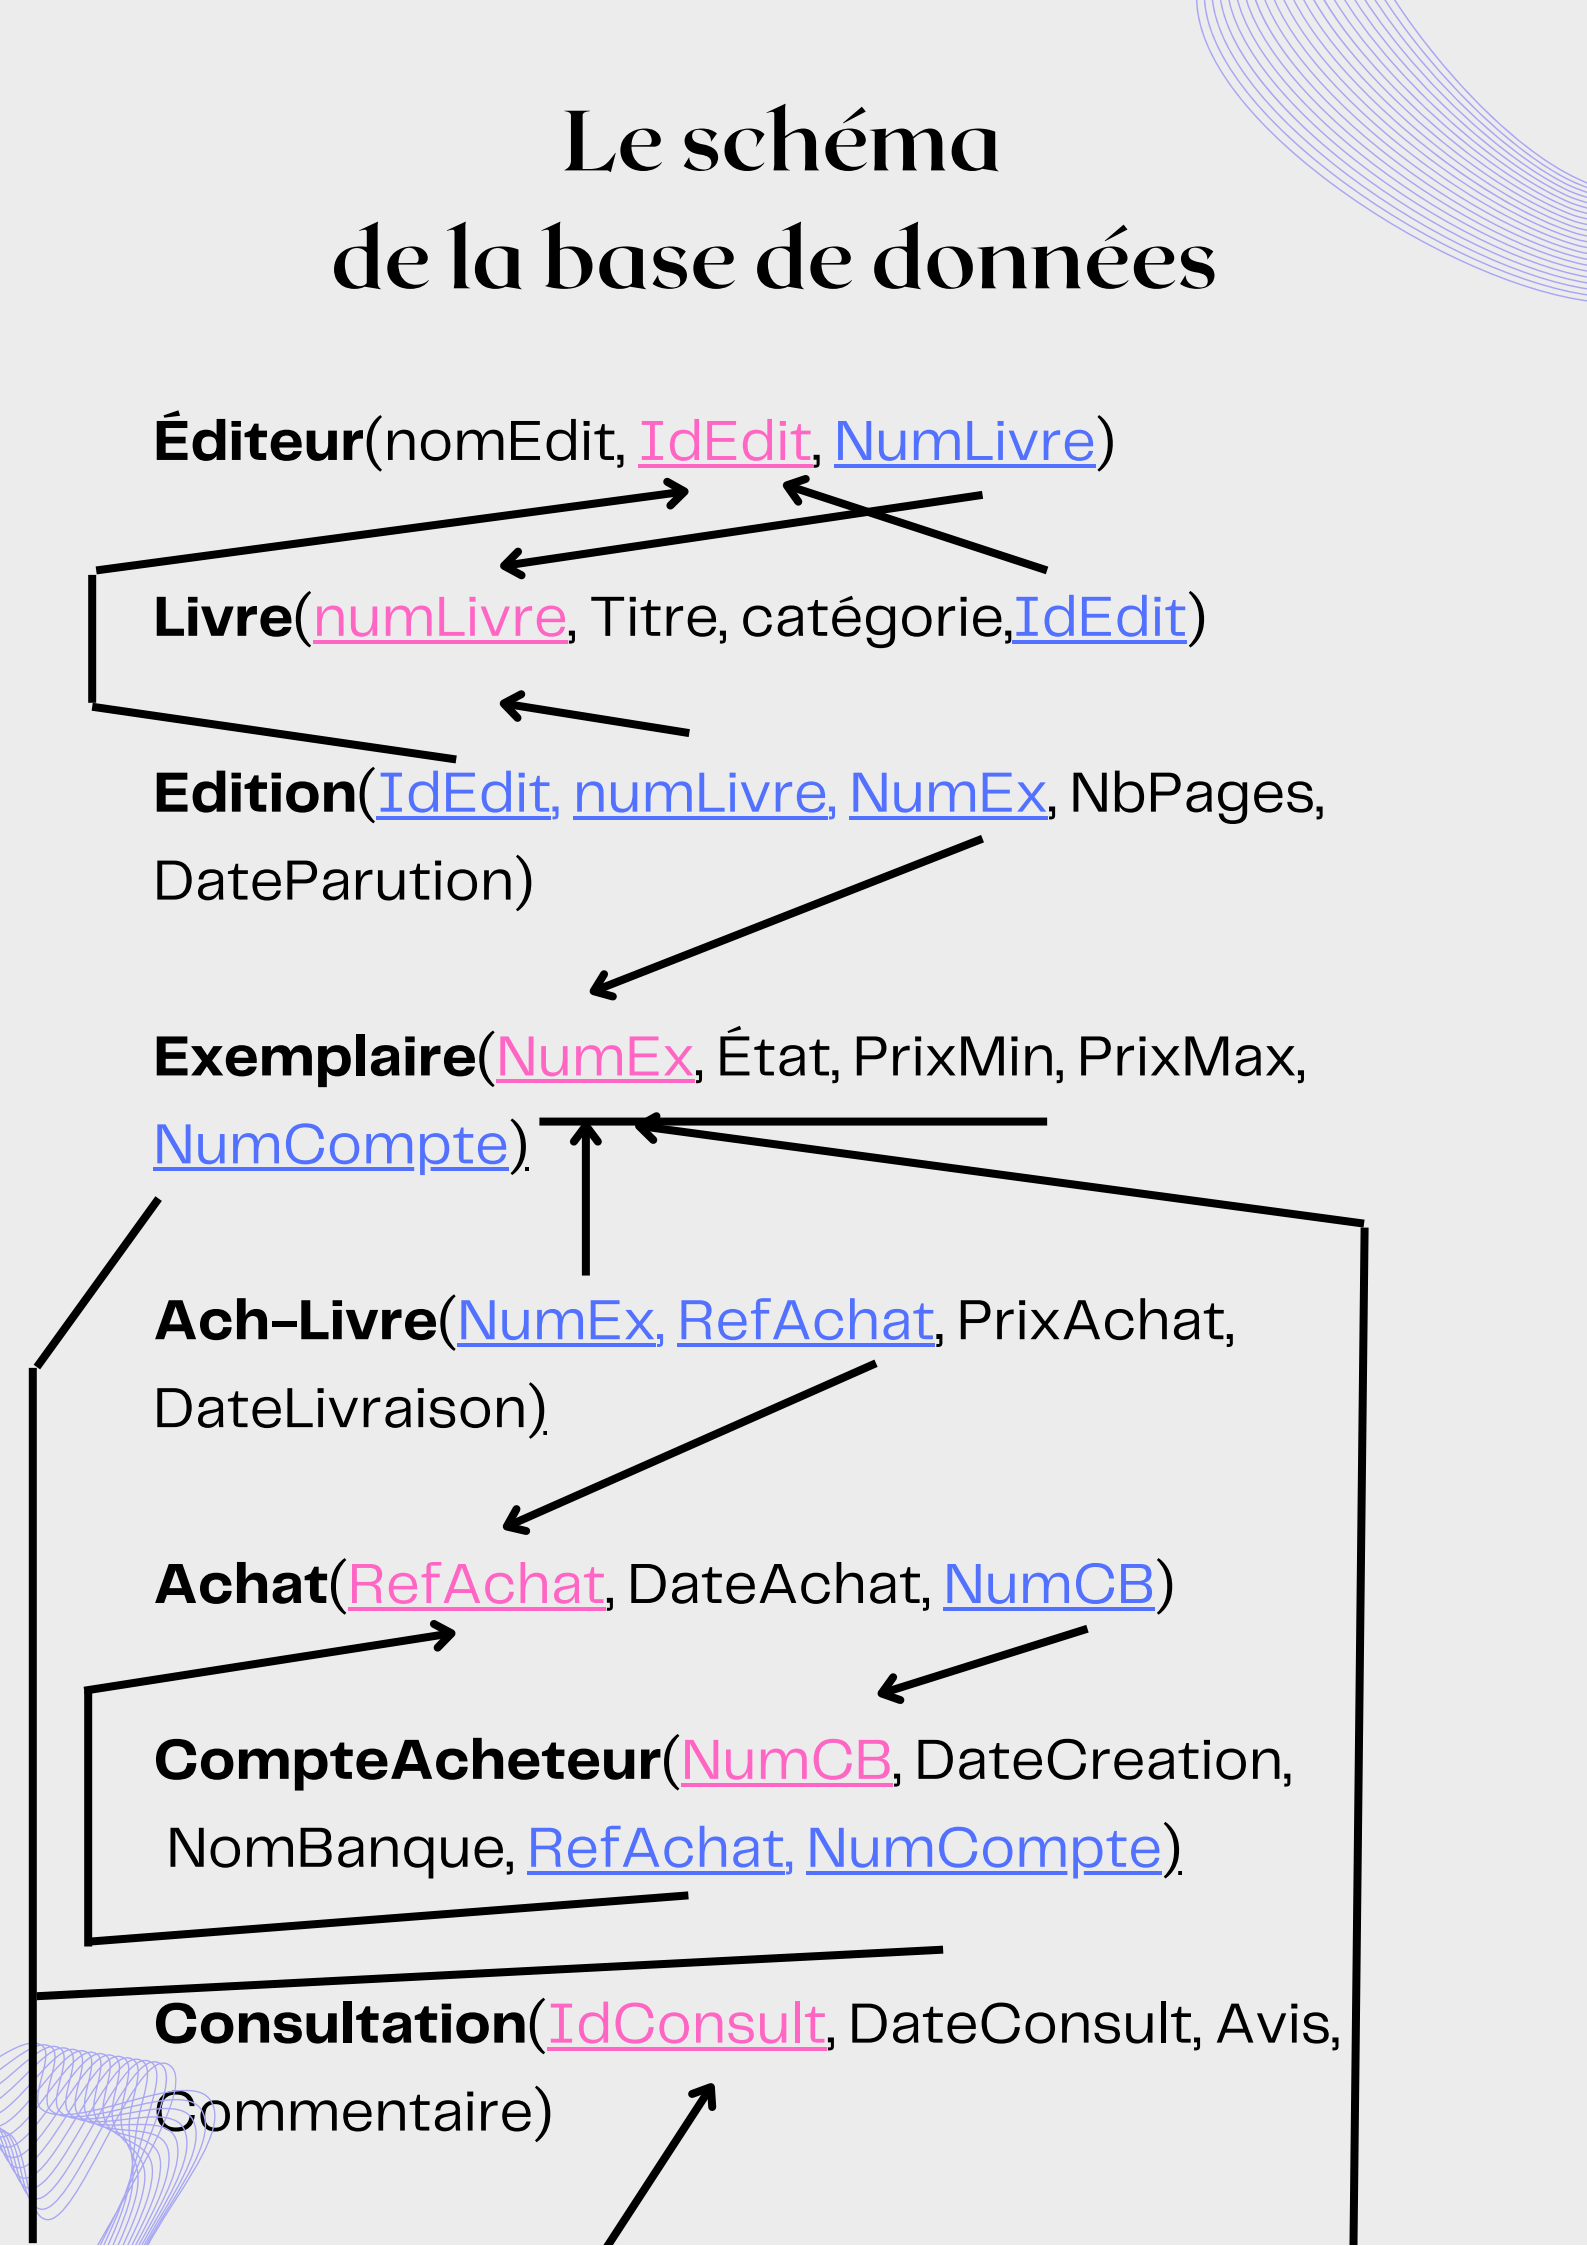 Le schéma
de la base de données
Éditeur(nomEdit, IdEdit, NumLivre)
Livre(numLivre, Titre, catégorie,IdEdit)
Edition(IdEdit, numLivre, NumEx, NbPages,
DateParution)
Exemplaire(NumEx, État, PrixMin, PrixMax,
NumCompte)
Ach-Livre(NumEx, RefAchat, PrixAchat,
DateLivraison)
Achat(RefAchat, DateAchat, NumCB)
CompteAcheteur(NumCB, DateCreation,
NomBanque, RefAchat, NumCompte)
Consultation(IdConsult, DateConsult, Avis,
Commentaire)